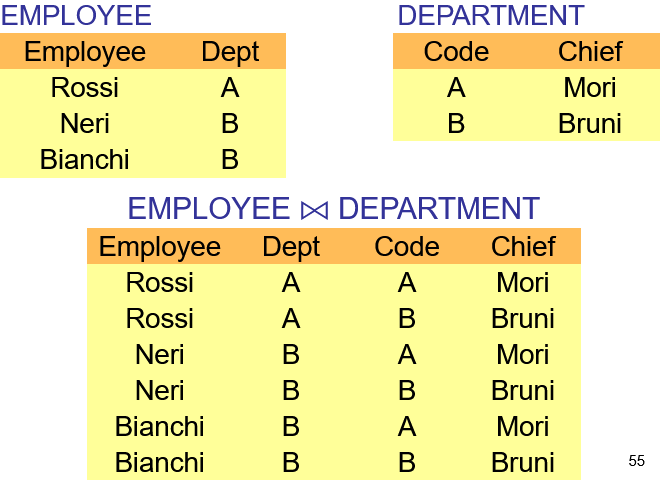 EMPLOYEE
Employee Dept
Rossi A
Neri B
Bianchi B
DEPARTMENT
Code Chief
A Mori
B Bruni
EMPLOYEE ⋈ DEPARTMENT
Employee Dept Code Chief
Rossi A A Mori
Rossi A B Bruni
Neri B A Mori
Neri B B Bruni
Bianchi B A Mori
Bianchi B B Bruni
55